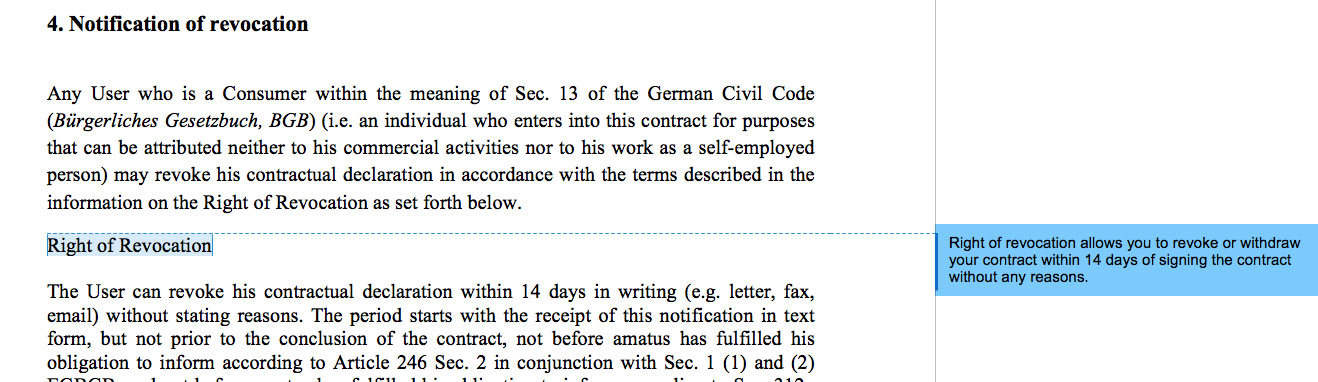 4. Notification of revocation
Any User who is a Consumer within the meaning of Sec. 13 of the German Civil Code
(Bürgerliches Gesetzbuch, BGB) (i.e. an individual who enters into this contract for purposes
that can be attributed neither to his commercial activities nor to his work as a self-employed
person) may revoke his contractual declaration in accordance with the terms described in the
information on the Right of Revocation as set forth below.
Right of Revocation
Right of revocation allows you to revoke or withdraw
your contract within 14 days of signing the contract
without any reasons.
The User can revoke his contractual declaration within 14 days in writing (e.g. letter, fax,
email) without stating reasons. The period starts with the receipt of this notification in text
form, but not prior to the conclusion of the contract, not before amatus has fulfilled his
obligation to inform according to Article 246 Sec. 2 in conjunction with Sec. 1 (1) and (2)